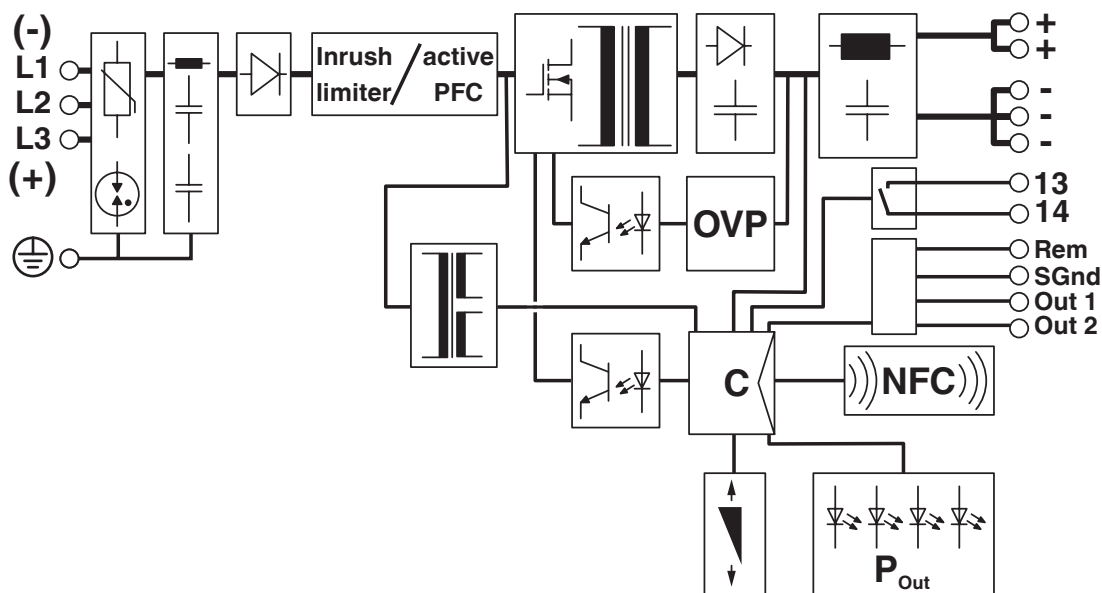 (-)
L1
L2
L3
(+)
Inrush
limiter/
active
PFC
+
+
-
-
-
13
14
OVP
Rem
SGnd
Out 1
Out 2
C
NFC
POut